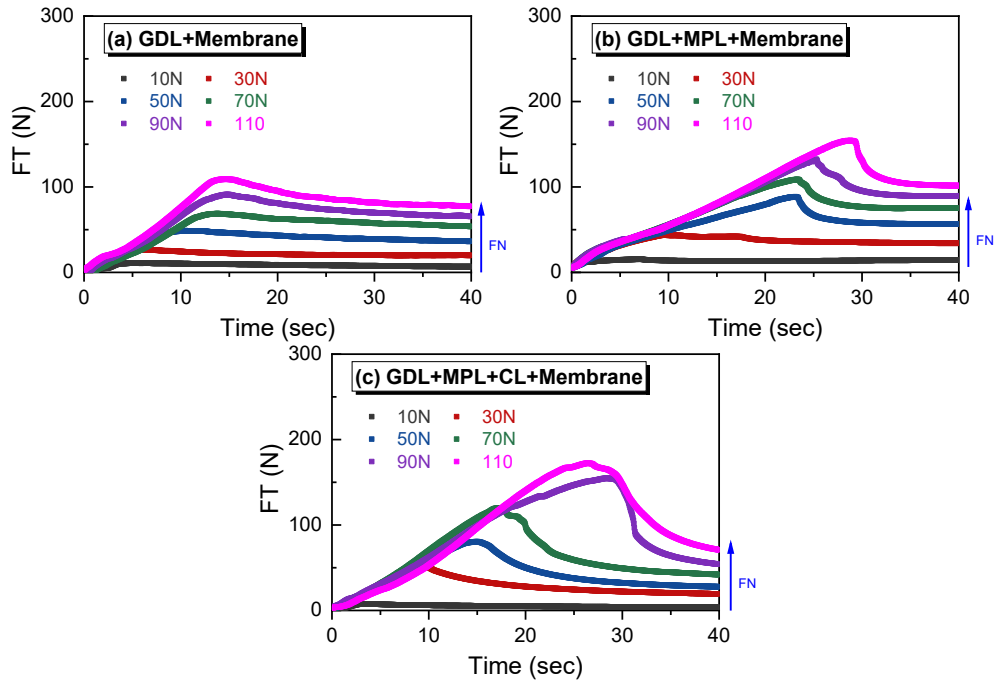 (a) GDL+Membrane
10N 30N
50N 70N
90N 110
FT (N)
300
200
100
0
0 10 20 30 40
Time (sec)
FN
(b) GDL+MPL+Membrane
10N 30N
50N 70N
90N 110
FT (N)
300
200
100
0
0 10 20 30 40
Time (sec)
FN
(c) GDL+MPL+CL+Membrane
10N 30N
50N 70N
90N 110
FT (N)
300
200
100
0
0 10 20 30 40
Time (sec)
FN